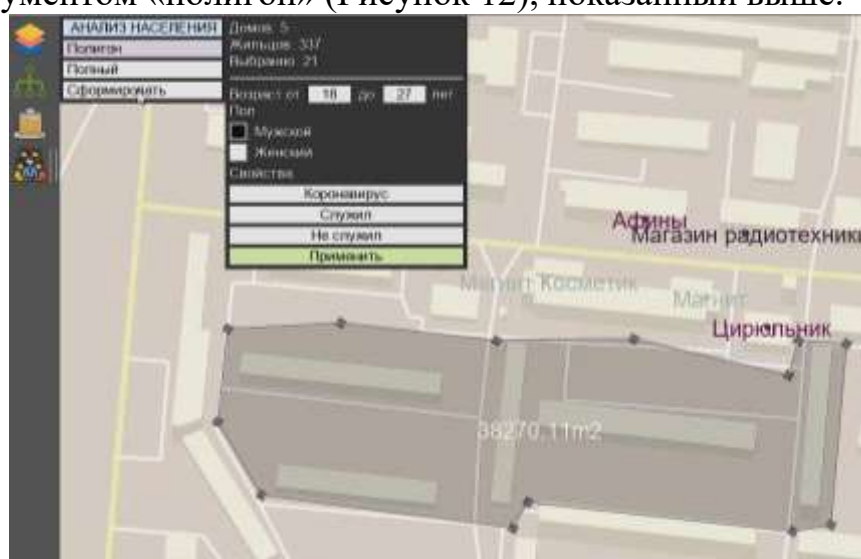 ументом «полигон» (Рисунок 12), показанный выше.
АНАЛИЗ НАСЕЛЕНИЯ
Полигон
Полный
Сформировать
Домов: 5
Жильцов: 337
Выбранно: 21
Возраст от 18 до 27 лет
Пол
Мужской
Женский
Свойства
Коронавирус
Служил
Не служил
Применить
Афины
Магазин радиотехники
Магнит Косметик
Магнит
Цирюльник
38270.11m2